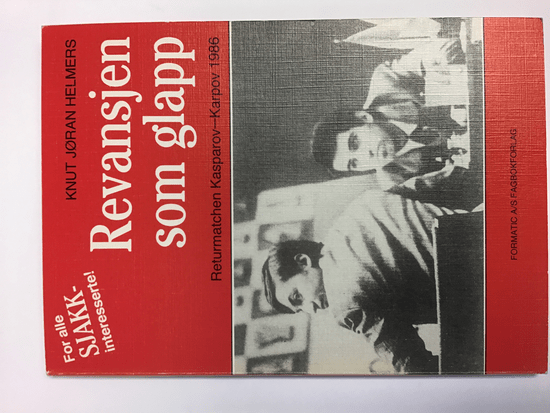 For alle
SJAKK-
interesserte!
KNUT JØRAN HELMERS
Revansjen
som glapp
Returmatchen Kasparov—Karpov 1986
FORMATIC A/S FAGBOKFORLAG